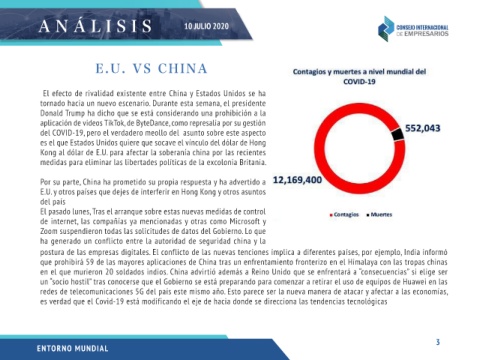 ANÁLISIS
10 JULIO 2020
CONSEJO INTERNACIONAL
DE EMPRESARIOS
E.U. VS CHINA
El efecto de rivalidad existente entre China y Estados Unidos se ha
tornado hacia un nuevo escenario. Durante esta semana, el presidente
Donald Trump ha dicho que se está considerando una prohibición a la
aplicación de vídeos TikTok, de ByteDance, como represalia por su gestión
del COVID-19, pero el verdadero meollo del asunto sobre este aspecto
es el que Estados Unidos quiere que socave el vínculo del dólar de Hong
Kong al dólar de E.U. para afectar la soberanía china por las recientes
medidas para eliminar las libertades políticas de la excolonia Britania.
Por su parte, China ha prometido su propia respuesta y ha advertido a
E.U. y otros países que dejes de interferir en Hong Kong y otros asuntos
del país
El pasado lunes, Tras el arranque sobre estas nuevas medidas de control
de internet, las compañías ya mencionadas y otras como Microsoft y
Zoom suspendieron todas las solicitudes de datos del Gobierno. Lo que
ha generado un conflicto entre la autoridad de seguridad china y la
postura de las empresas digitales. El conflicto de las nuevas tenciones implica a diferentes países, por ejemplo, India informó
que prohibirá 59 de las mayores aplicaciones de China tras un enfrentamiento fronterizo en el Himalaya con las tropas chinas
en el que murieron 20 soldados indios. China advirtió además a Reino Unido que se enfrentará a "consecuencias" si elige ser
un "socio hostil" tras conocerse que el Gobierno se está preparando para comenzar a retirar el uso de equipos de Huawei en las
redes de telecomunicaciones 5G del país este mismo año. Esto parece ser la nueva manera de atacar y afectar a las economías,
es verdad que el Covid-19 está modificando el eje de hacia donde se direcciona las tendencias tecnológicas
Contagios y muertes a nivel mundial del
COVID-19
552,043
12,169,400
Contagios
Muertes
ENTORNO MUNDIAL
3